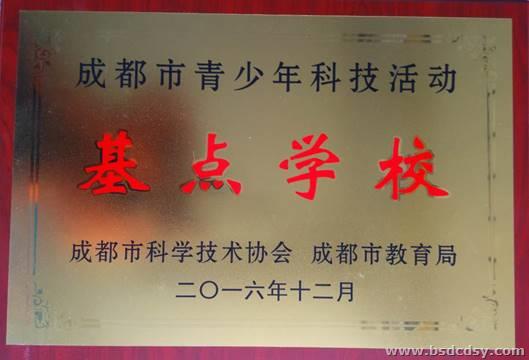 成都市青少年科技活动
基点学校
成都市科学技术协会 成都市教育局
二〇一六年十二月
www.bsdcdsy.com